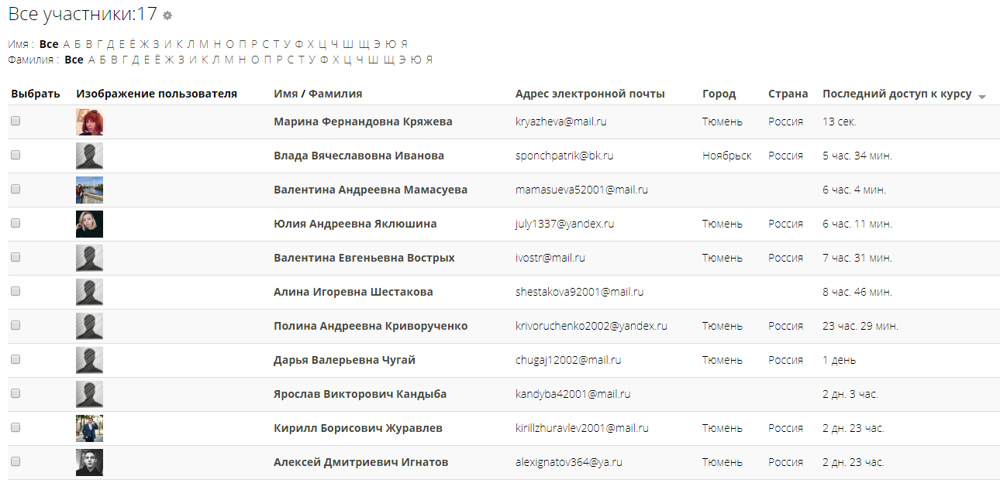 Все участники:17
Имя : Все А Б В Г Д Е Ё Ж З И К Л М Н О П Р С Т У Ф Х Ц Ч Ш Щ Э Ю Я
Фамилия : Все А Б В Г Д Е Ё Ж З И К Л М Н О П Р С Т У Ф Х Ц Ч Ш Щ Э Ю Я
Выбрать Изображение пользователя Имя / Фамилия Адрес электронной почты Город Страна Последний доступ к курсу
Марина Фернандовна Кряжева kryazheva@mail.ru Тюмень Россия 13 сек.
Влада Вячеславовна Иванова sponchpatrik@bk.ru Ноябрьск Россия 5 час. 34 мин.
Валентина Андреевна Мамасуева mamasueva52001@mail.ru 6 час. 4 мин.
Юлия Андреевна Яклюшина july1337@yandex.ru Тюмень Россия 6 час. 11 мин.
Валентина Евгеньевна Вострых ivostr@mail.ru Тюмень Россия 7 час. 31 мин.
Алина Игоревна Шестакова shestakova92001@mail.ru 8 час. 46 мин.
Полина Андреевна Криворученко krivoruchenko2002@yandex.ru Тюмень Россия 23 час. 29 мин.
Дарья Валерьевна Чугай chugaj12002@mail.ru Тюмень Россия 1 день
Ярослав Викторович Кандыба kandyba42001@mail.ru 2 дн. 3 час.
Кирилл Борисович Журавлев kirillzhuravlev2001@mail.ru Тюмень Россия 2 дн. 23 час.
Алексей Дмитриевич Игнатов alexignatov364@ya.ru Тюмень Россия 2 дн. 23 час.